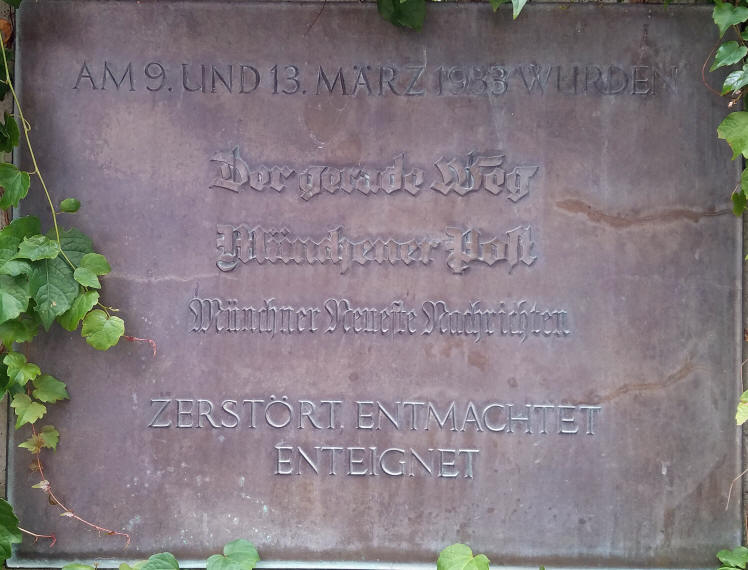 AM 9. UND 13. MÄRZ 1933 WURDEN
Der gerade Weg
Münchener Post
Münchner Neueste Nachrichten
ZERSTÖRT, ENTMACHTET
ENTEIGNET